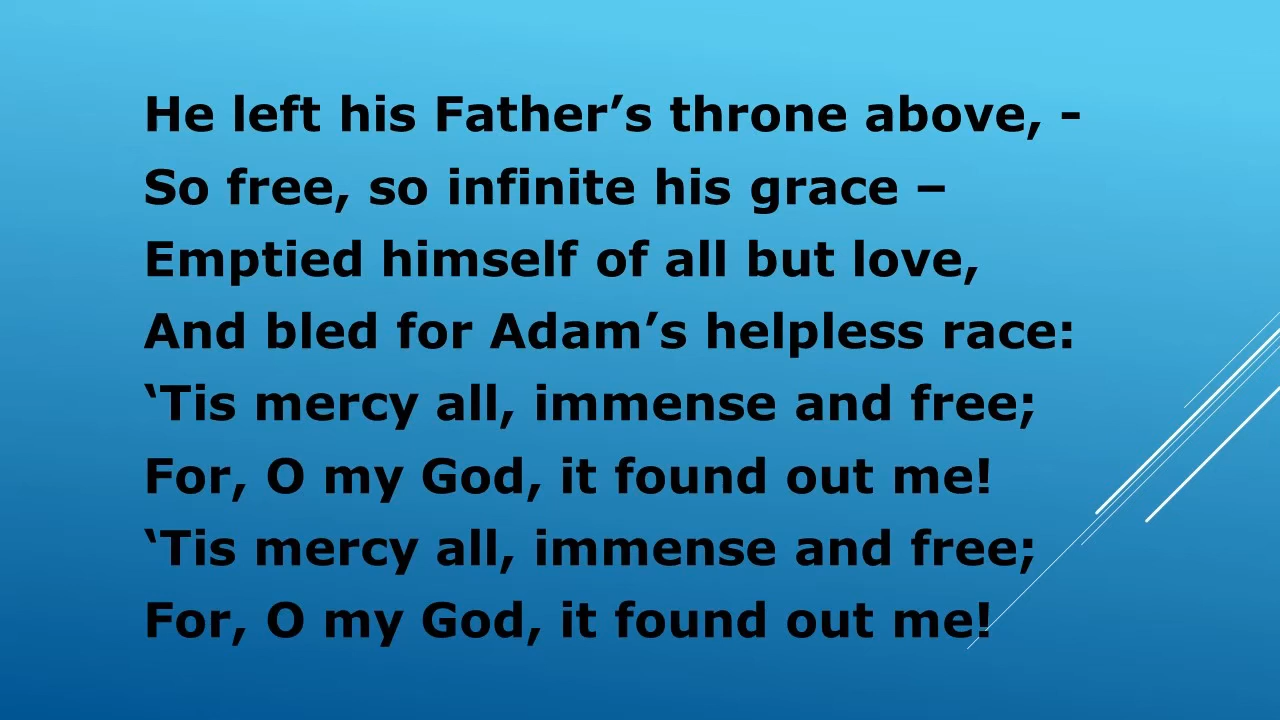 He left his Father’s throne above, -
So free, so infinite his grace –
Emptied himself of all but love,
And bled for Adam’s helpless race:
‘Tis mercy all, immense and free;
For, O my God, it found out me!
‘Tis mercy all, immense and free;
For, O my God, it found out me!